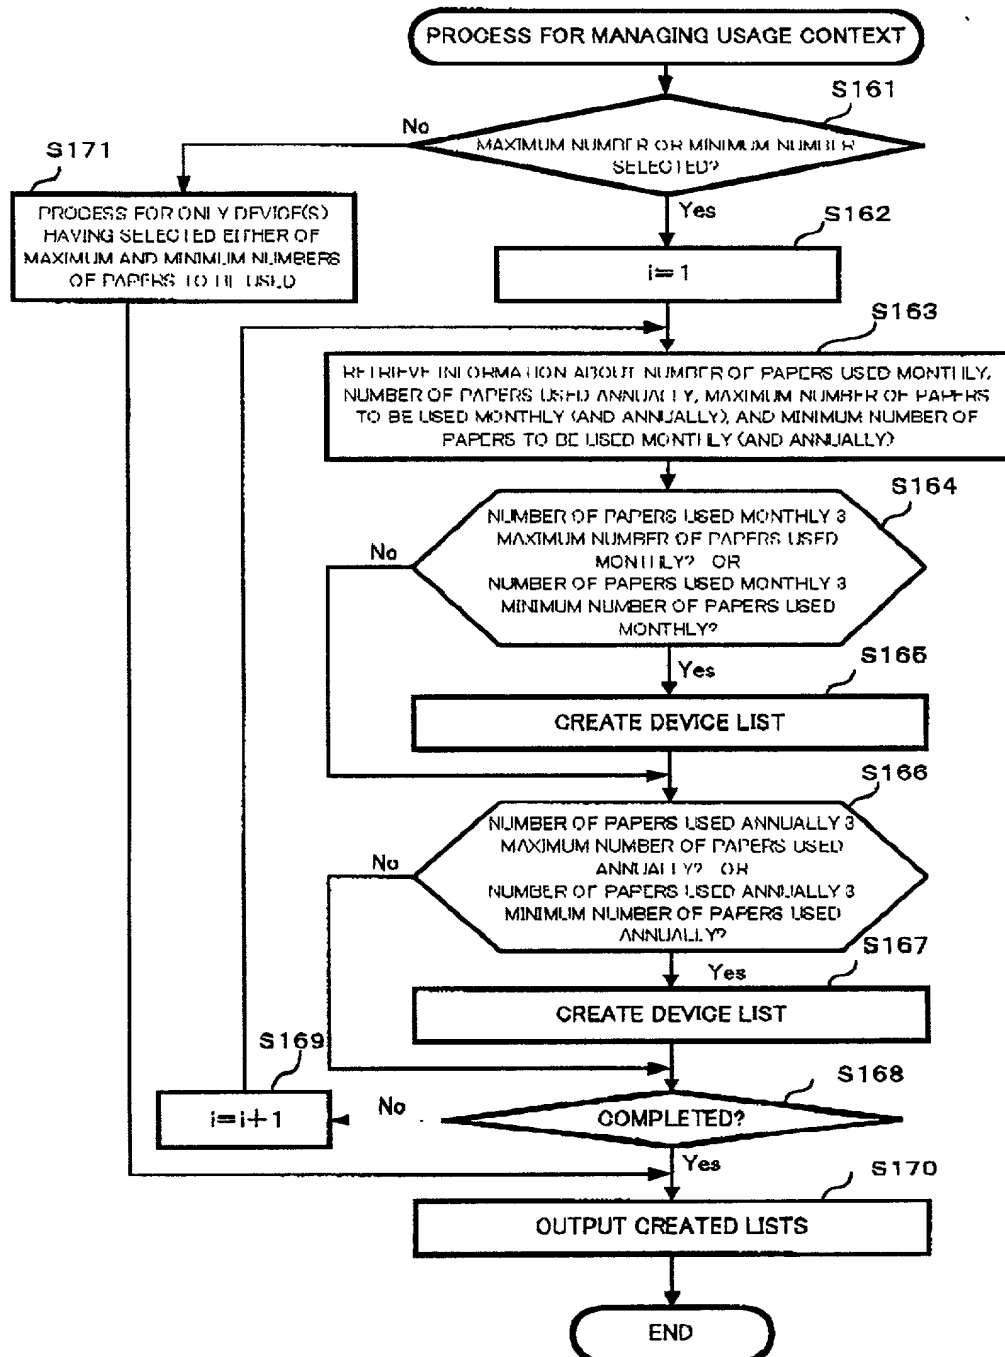 PROCESS FOR MANAGING USAGE CONTEXT
S161
No
MAXIMUM NUMBER OR MINIMUM NUMBER
SELECTED?
S171
Yes
S162
PROCESS FOR ONLY DEVICE(S)
HAVING SELECTED EITHER OF
MAXIMUM AND MINIMUM NUMBERS
OF PAPERS TO BE USED
i=1
S163
RETRIEVE INFORMATION ABOUT NUMBER OF PAPERS USED MONTHLY,
NUMBER OF PAPERS USED ANNUALLY, MAXIMUM NUMBER OF PAPERS
TO BE USED MONTHLY (AND ANNUALLY), AND MINIMUM NUMBER OF
PAPERS TO BE USED MONTHLY (AND ANNUALLY)
S164
NUMBER OF PAPERS USED MONTHLY 3
MAXIMUM NUMBER OF PAPERS USED
MONTHLY? OR
NUMBER OF PAPERS USED MONTHLY 3
MINIMUM NUMBER OF PAPERS USED
MONTHLY?
No
Yes
S165
CREATE DEVICE LIST
S166
NUMBER OF PAPERS USED ANNUALLY 3
MAXIMUM NUMBER OF PAPERS USED
ANNUALLY? OR
NUMBER OF PAPERS USED ANNUALLY 3
MINIMUM NUMBER OF PAPERS USED
ANNUALLY?
No
Yes
S167
CREATE DEVICE LIST
S169
S168
i=i+1
No
COMPLETED?
Yes
S170
OUTPUT CREATED LISTS
END